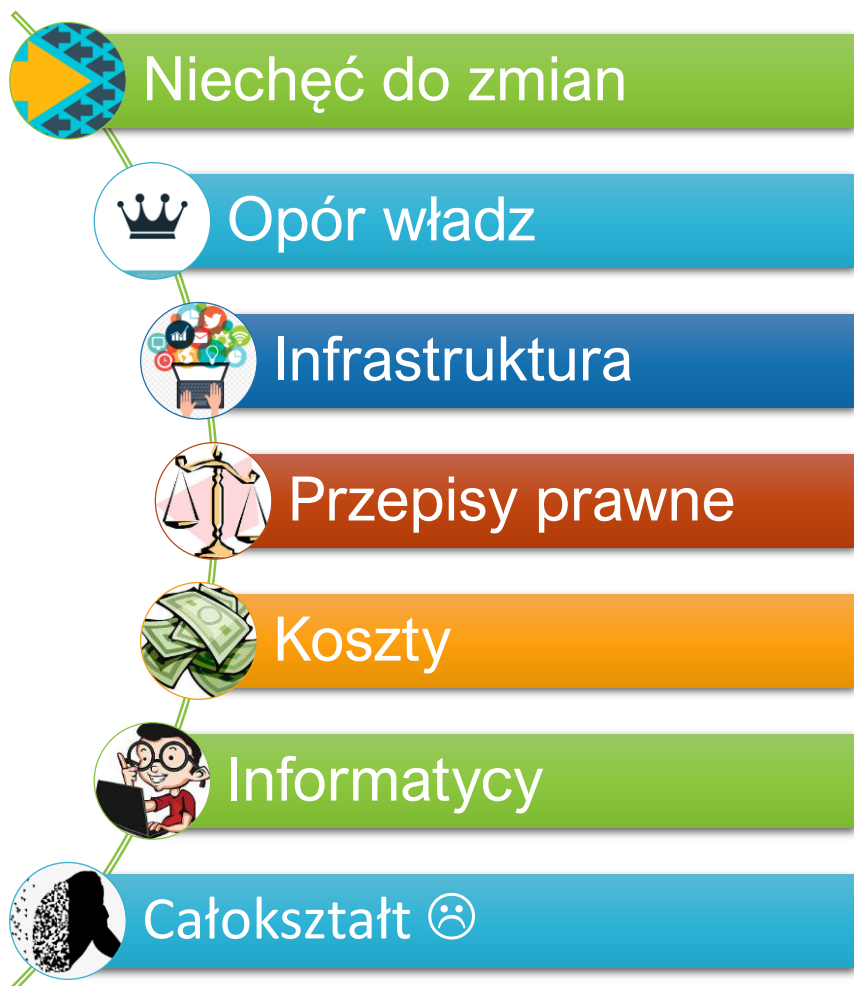 Niechęć do zmian
Opór władz
Infrastruktura
Przepisy prawne
Koszty
Informatycy
Całokształt ☹